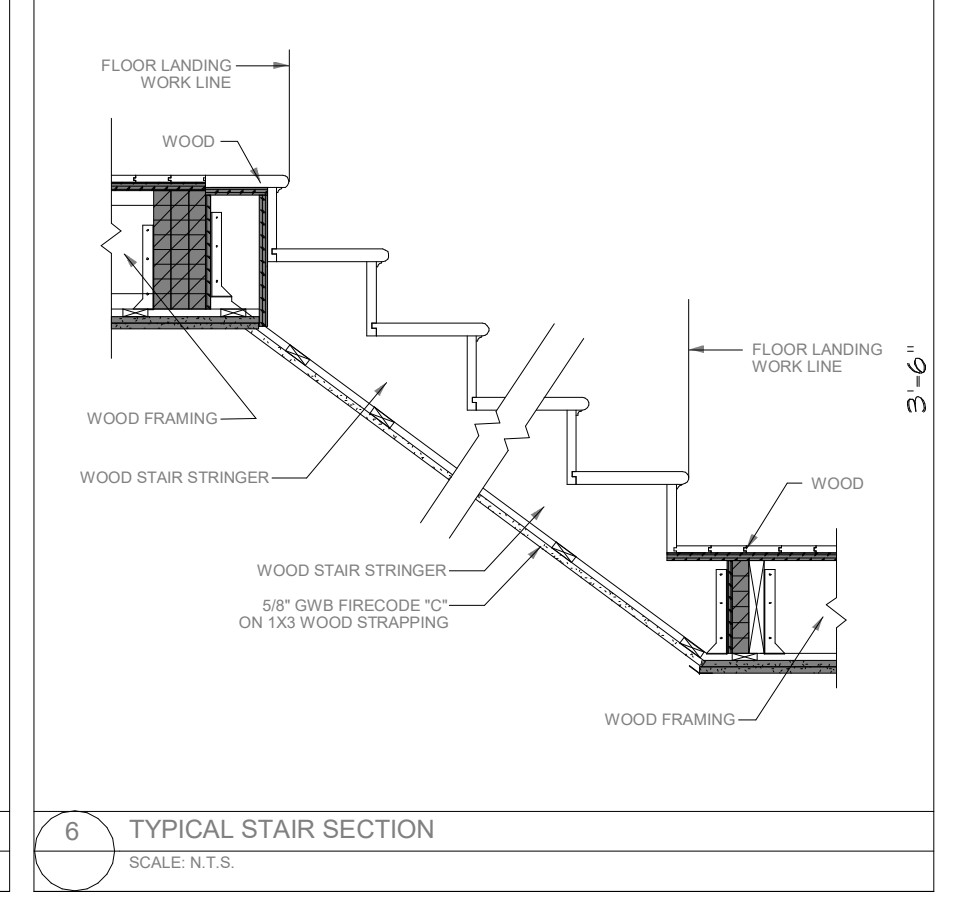 FLOOR LANDING
WORK LINE
WOOD
FLOOR LANDING
WORK LINE
3'-6"
WOOD FRAMING
WOOD STAIR STRINGER
WOOD
WOOD STAIR STRINGER
5/8" GWB FIRECODE "C"
ON 1X3 WOOD STRAPPING
WOOD FRAMING
6
TYPICAL STAIR SECTION
SCALE: N.T.S.